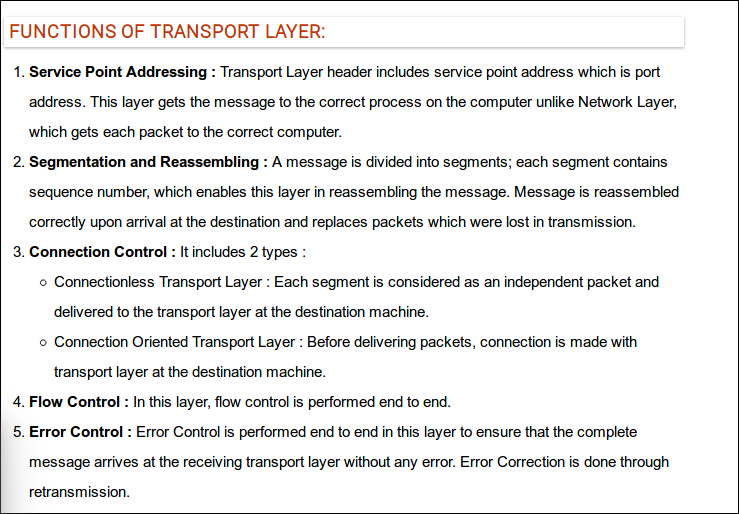 FUNCTIONS OF TRANSPORT LAYER:
1. Service Point Addressing : Transport Layer header includes service point address which is port
address. This layer gets the message to the correct process on the computer unlike Network Layer,
which gets each packet to the correct computer.
2. Segmentation and Reassembling : A message is divided into segments; each segment contains
sequence number, which enables this layer in reassembling the message. Message is reassembled
correctly upon arrival at the destination and replaces packets which were lost in transmission.
3. Connection Control : It includes 2 types :
○ Connectionless Transport Layer : Each segment is considered as an independent packet and
delivered to the transport layer at the destination machine.
○ Connection Oriented Transport Layer : Before delivering packets, connection is made with
transport layer at the destination machine.
4. Flow Control : In this layer, flow control is performed end to end.
5. Error Control : Error Control is performed end to end in this layer to ensure that the complete
message arrives at the receiving transport layer without any error. Error Correction is done through
retransmission.